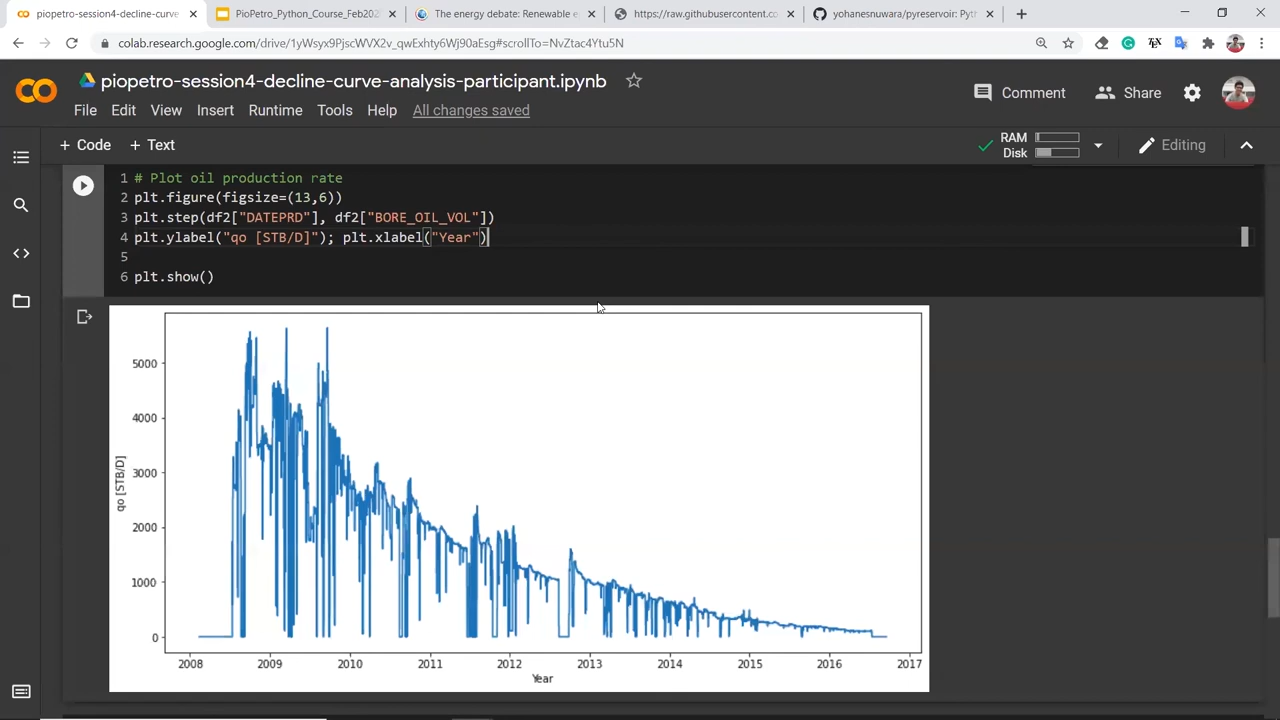 piopetro-session4-decline-curve
PioPetro_Python_Course_Feb202
The energy debate: Renewable e
https://raw.githubusercontent.co
yohanesnuwara/pyreservoir: Pyt
colab.research.google.com/drive/1yWsyx9PjscWVX2v_qwExhty6Wj90aEsg#scrollTo=NvZtac4Ytu5N
piopetro-session4-decline-curve-analysis-participant.ipynb
Comment
Share
File Edit View Insert Runtime Tools Help All changes saved
+ Code + Text
RAM
Disk
Editing
1 # Plot oil production rate
2 plt.figure(figsize=(13,6))
3 plt.step(df2["DATEPRD"], df2["BORE_OIL_VOL"])
4 plt.ylabel("qo [STB/D]"); plt.xlabel("Year")
5
6 plt.show()
5000
4000
3000
2000
1000
0
qo [STB/D]
2008 2009 2010 2011 2012 2013 2014 2015 2016 2017
Year